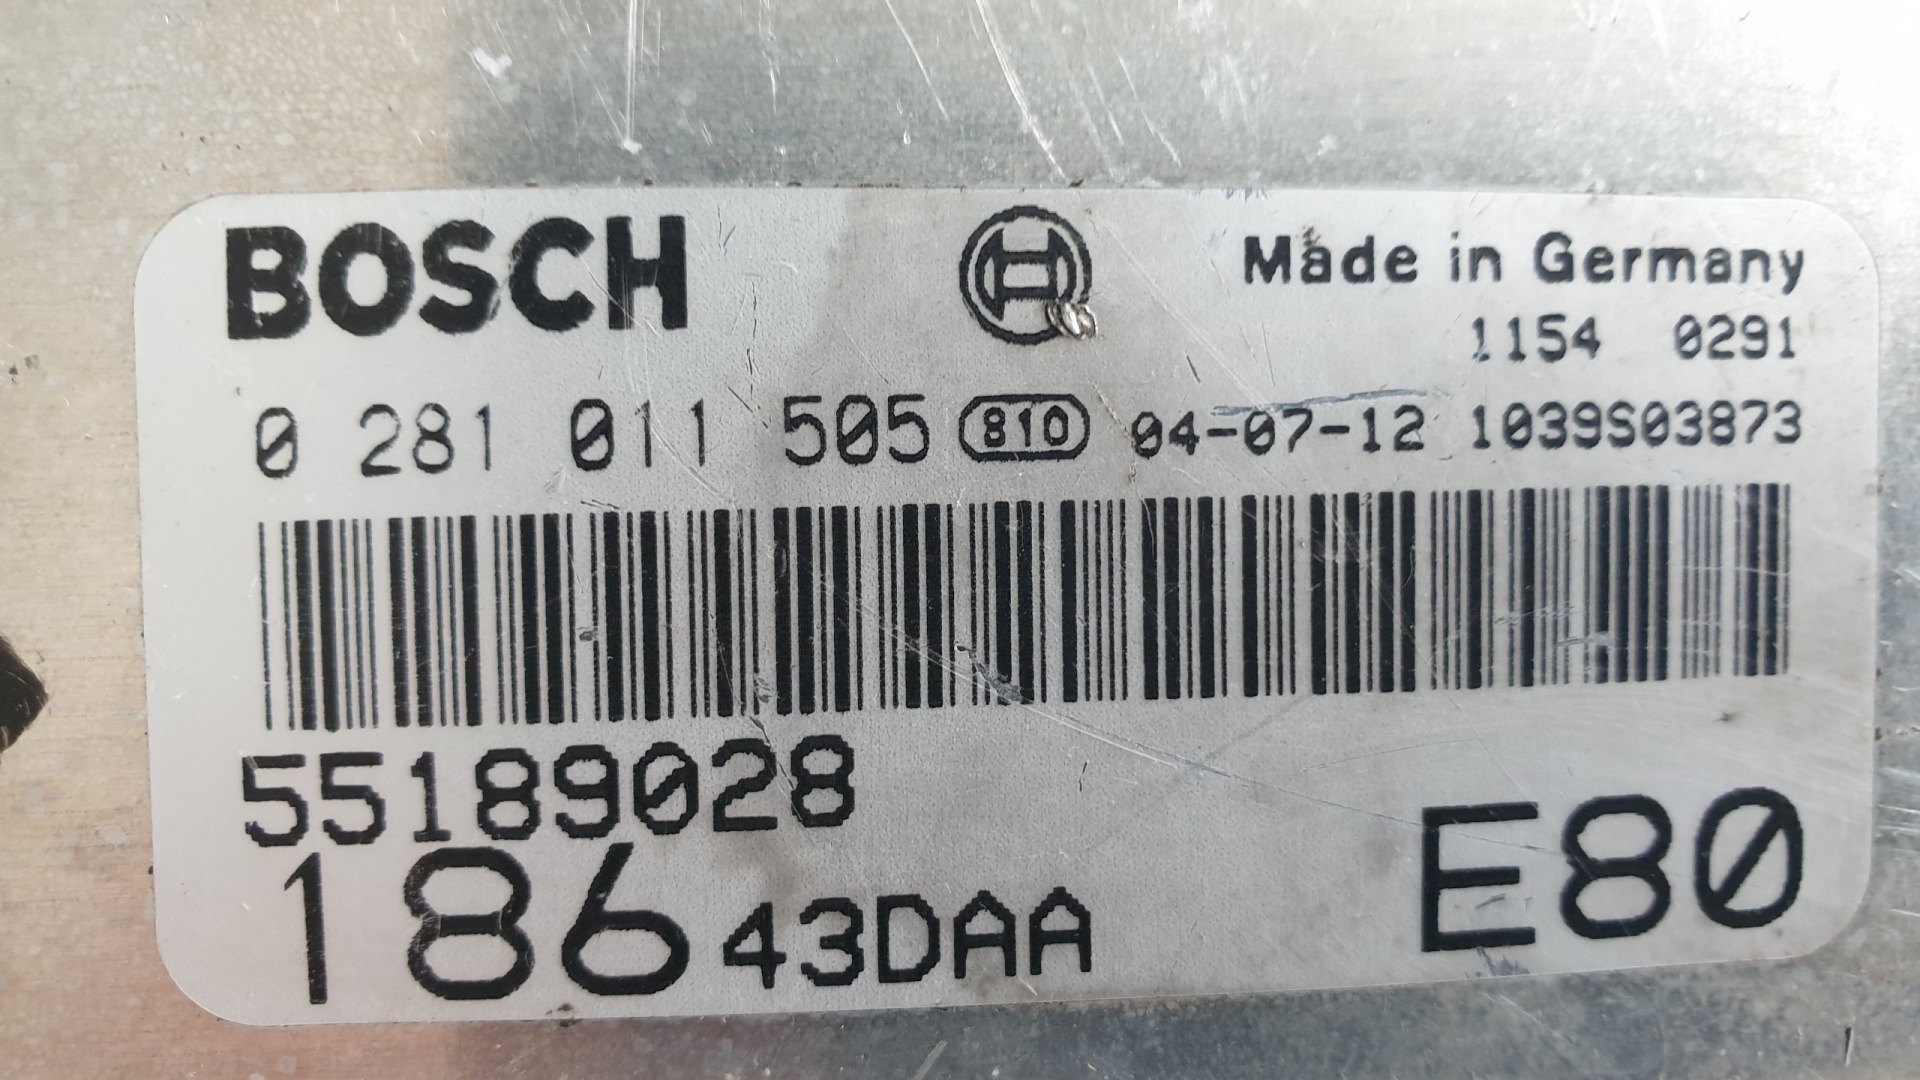 BOSCH Made in Germany
1154 0291
0 281 011 505 810 04-07-12 1039S03873
55189028
186 43DAA E80